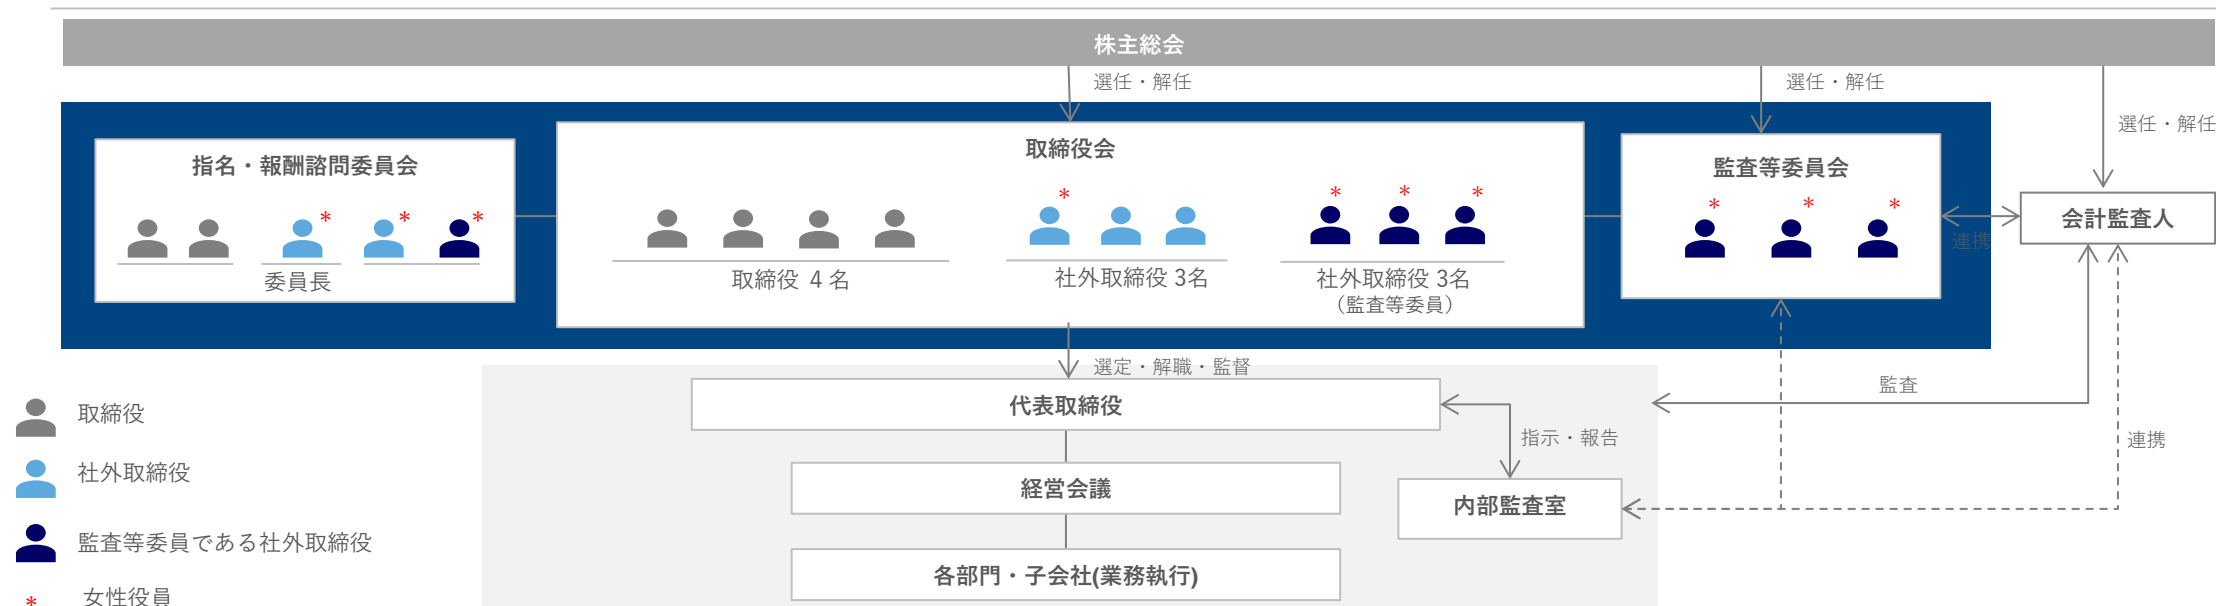 株主総会
選任・解任
選任・解任
選任・解任
指名・報酬諮問委員会
*
*
*
委員長
取締役会
*
*
*
*
取締役 4 名
社外取締役 3名
社外取締役 3名
（監査等委員）
監査等委員会
*
*
*
連携
会計監査人
選定・解職・監督
代表取締役
指示・報告
監査
連携
経営会議
内部監査室
各部門・子会社(業務執行)
取締役
社外取締役
監査等委員である社外取締役
* 女性役員